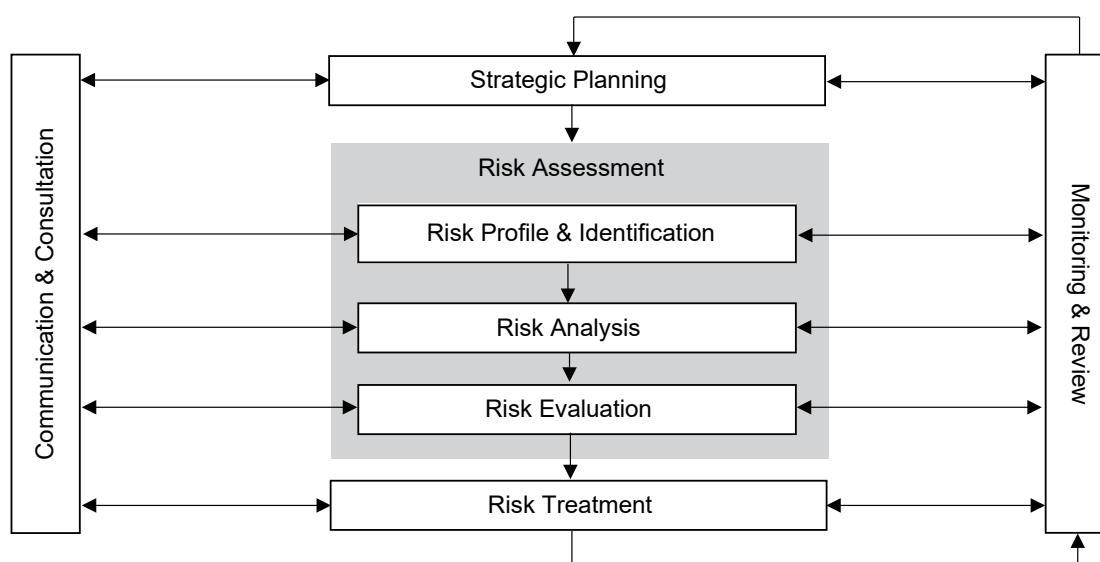 Strategic Planning
Risk Assessment
Risk Profile & Identification
Risk Analysis
Risk Evaluation
Risk Treatment
Communication & Consultation
Monitoring & Review